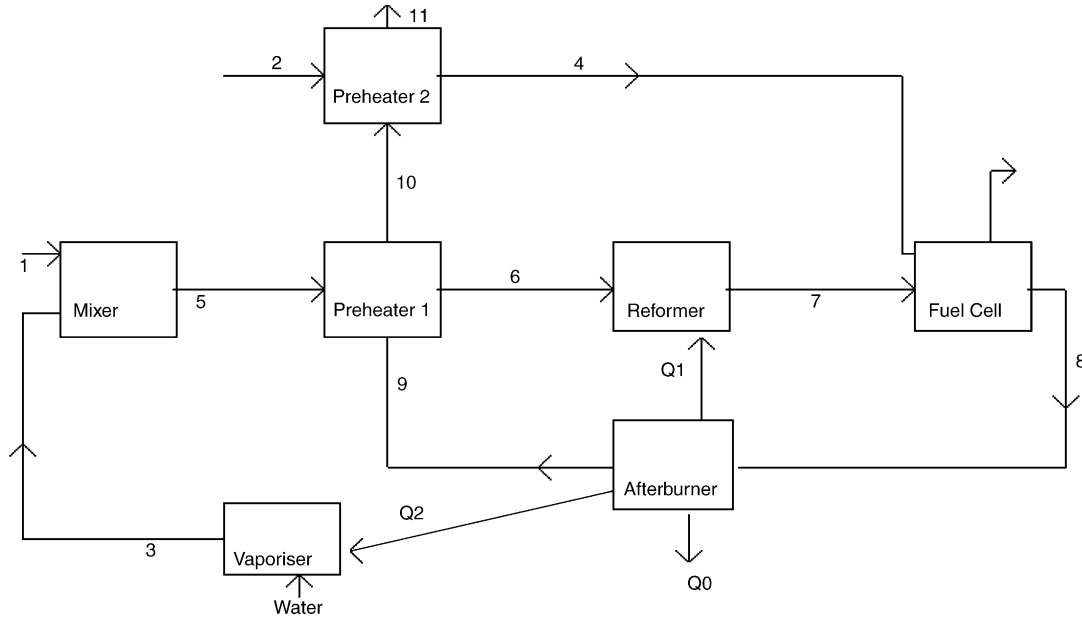 11
2
4
Preheater 2
10
1
5
6
7
Mixer
Preheater 1
Reformer
Fuel Cell
8
9
Q1
Afterburner
Q2
3
Vaporiser
Q0
Water